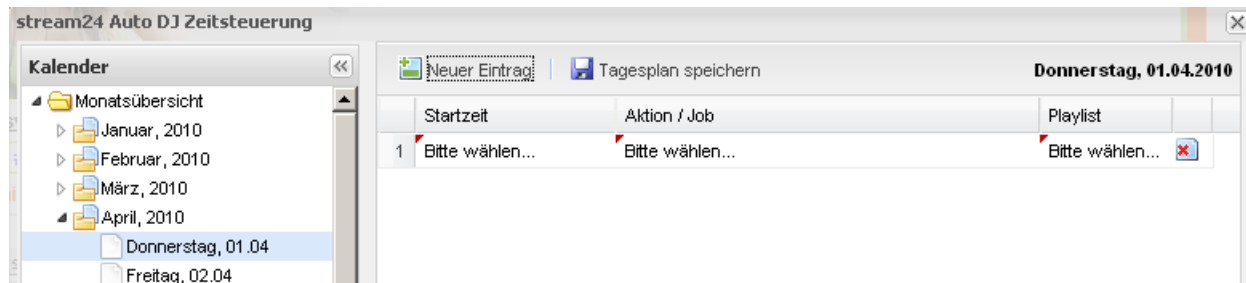 stream24 Auto DJ Zeitsteuerung
Kalender
Monatsübersicht
Januar, 2010
Februar, 2010
März, 2010
April, 2010
Donnerstag, 01.04
Freitag, 02.04
Neuer Eintrag Tagesplan speichern Donnerstag, 01.04.2010
Startzeit Aktion / Job Playlist
1 Bitte wählen... Bitte wählen... Bitte wählen...